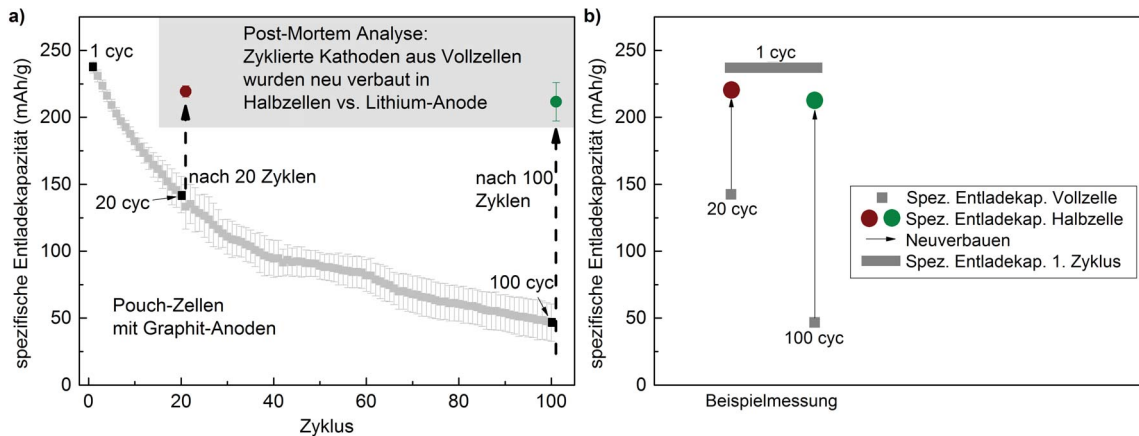 a)
spezifische Entladekapazität (mAh/g)
250
200
150
100
50
0
0
20
40
60
80
100
Zyklus
1 cyc
Post-Mortem Analyse:
Zyklierte Kathoden aus Vollzellen
wurden neu verbaut in
Halbzellen vs. Lithium-Anode
nach 20 Zyklen
20 cyc
nach 100
Zyklen
100 cyc
Pouch-Zellen
mit Graphit-Anoden
b)
spezifische Entladekapazität (mAh/g)
250
200
150
100
50
0
1 cyc
20 cyc
100 cyc
Spez. Entladekap. Vollzelle
Spez. Entladekap. Halbzelle
Neuverbauen
Spez. Entladekap. 1. Zyklus
Beispielmessung